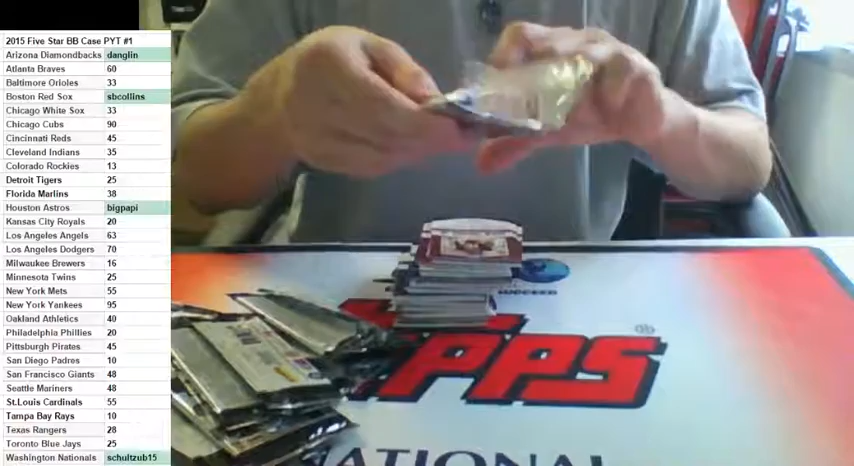 2015 Five Star BB Case PYT #1
Arizona Diamondbacks danglin
Atlanta Braves 60
Baltimore Orioles 33
Boston Red Sox sbcollins
Chicago White Sox 33
Chicago Cubs 90
Cincinnati Reds 45
Cleveland Indians 35
Colorado Rockies 13
Detroit Tigers 25
Florida Marlins 38
Houston Astros bigpapi
Kansas City Royals 20
Los Angeles Angels 63
Los Angeles Dodgers 70
Milwaukee Brewers 16
Minnesota Twins 25
New York Mets 55
New York Yankees 95
Oakland Athletics 40
Philadelphia Phillies 20
Pittsburgh Pirates 45
San Diego Padres 10
San Francisco Giants 48
Seattle Mariners 48
St.Louis Cardinals 55
Tampa Bay Rays 10
Texas Rangers 28
Toronto Blue Jays 25
Washington Nationals schultzub15
SUCCEED
PPS ®
NATIONAL